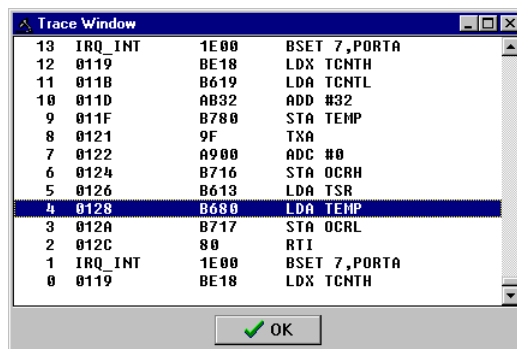 Trace Window
13 IRQ_INT 1E00 BSET 7,PORTA
12 0119 BE18 LDX TCNTH
11 011B B619 LDA TCNTL
10 011D AB32 ADD #32
9 011F B780 STA TEMP
8 0121 9F TXA
7 0122 A900 ADC #0
6 0124 B716 STA OCRH
5 0126 B613 LDA TSR
4 0128 B680 LDA TEMP
3 012A B717 STA OCRL
2 012C 80 RTI
1 IRQ_INT 1E00 BSET 7,PORTA
0 0119 BE18 LDX TCNTH
OK